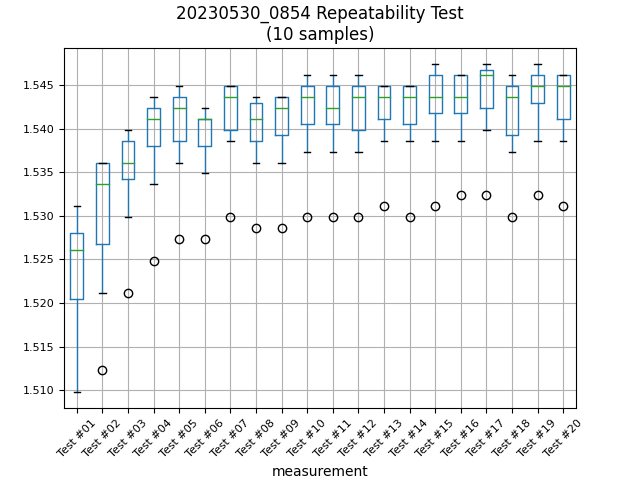 20230530_0854 Repeatability Test
(10 samples)
1.545
1.540
1.535
1.530
1.525
1.520
1.515
1.510
Test #01
Test #02
Test #03
Test #04
Test #05
Test #06
Test #07
Test #08
Test #09
Test #10
Test #11
Test #12
Test #13
Test #14
Test #15
Test #16
Test #17
Test #18
Test #19
Test #20
measurement